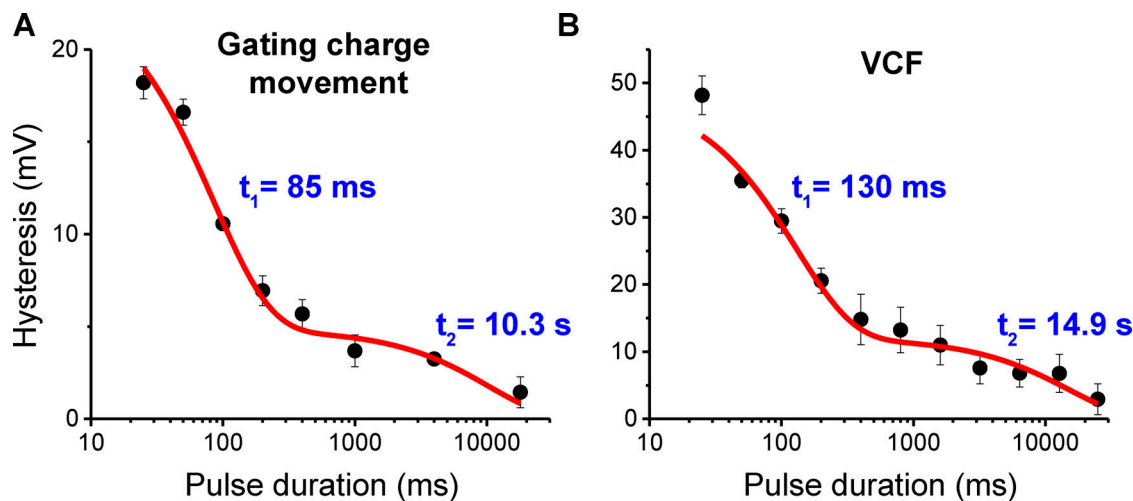 A
Gating charge
movement
Hysteresis (mV)
20
10
0
t1= 85 ms
t2= 10.3 s
10
100
1000
10000
Pulse duration (ms)
B
VCF
50
40
30
20
10
0
t1= 130 ms
t2= 14.9 s
10
100
1000
10000
Pulse duration (ms)